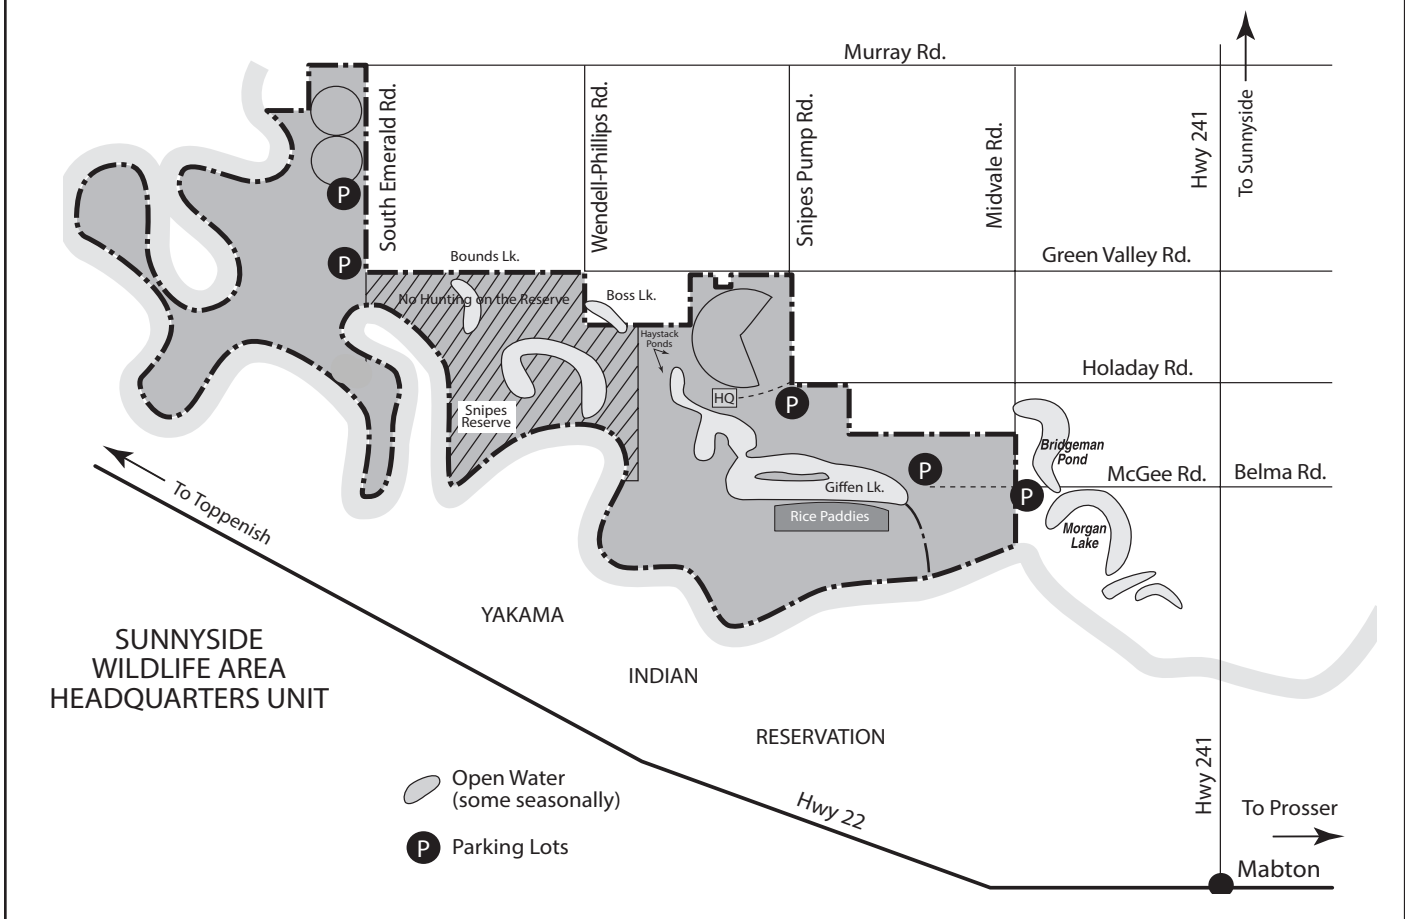 Murray Rd.
South Emerald Rd.
Wendell-Phillips Rd.
Snipes Pump Rd.
Midvale Rd.
Hwy 241
To Sunnyside
P
P
Bounds Lk.
Green Valley Rd.
No Hunting on the Reserve
Boss Lk.
Haystack
Ponds
Holaday Rd.
HQ
P
Snipes
Reserve
Bridgeman
Pond
P
McGee Rd.
Belma Rd.
Giffen Lk.
P
Rice Paddies
Morgan
Lake
To Toppenish
YAKAMA
INDIAN
RESERVATION
SUNNYSIDE
WILDLIFE AREA
HEADQUARTERS UNIT
Open Water
(some seasonally)
P
Parking Lots
Hwy 22
Hwy 241
To Prosser
Mabton